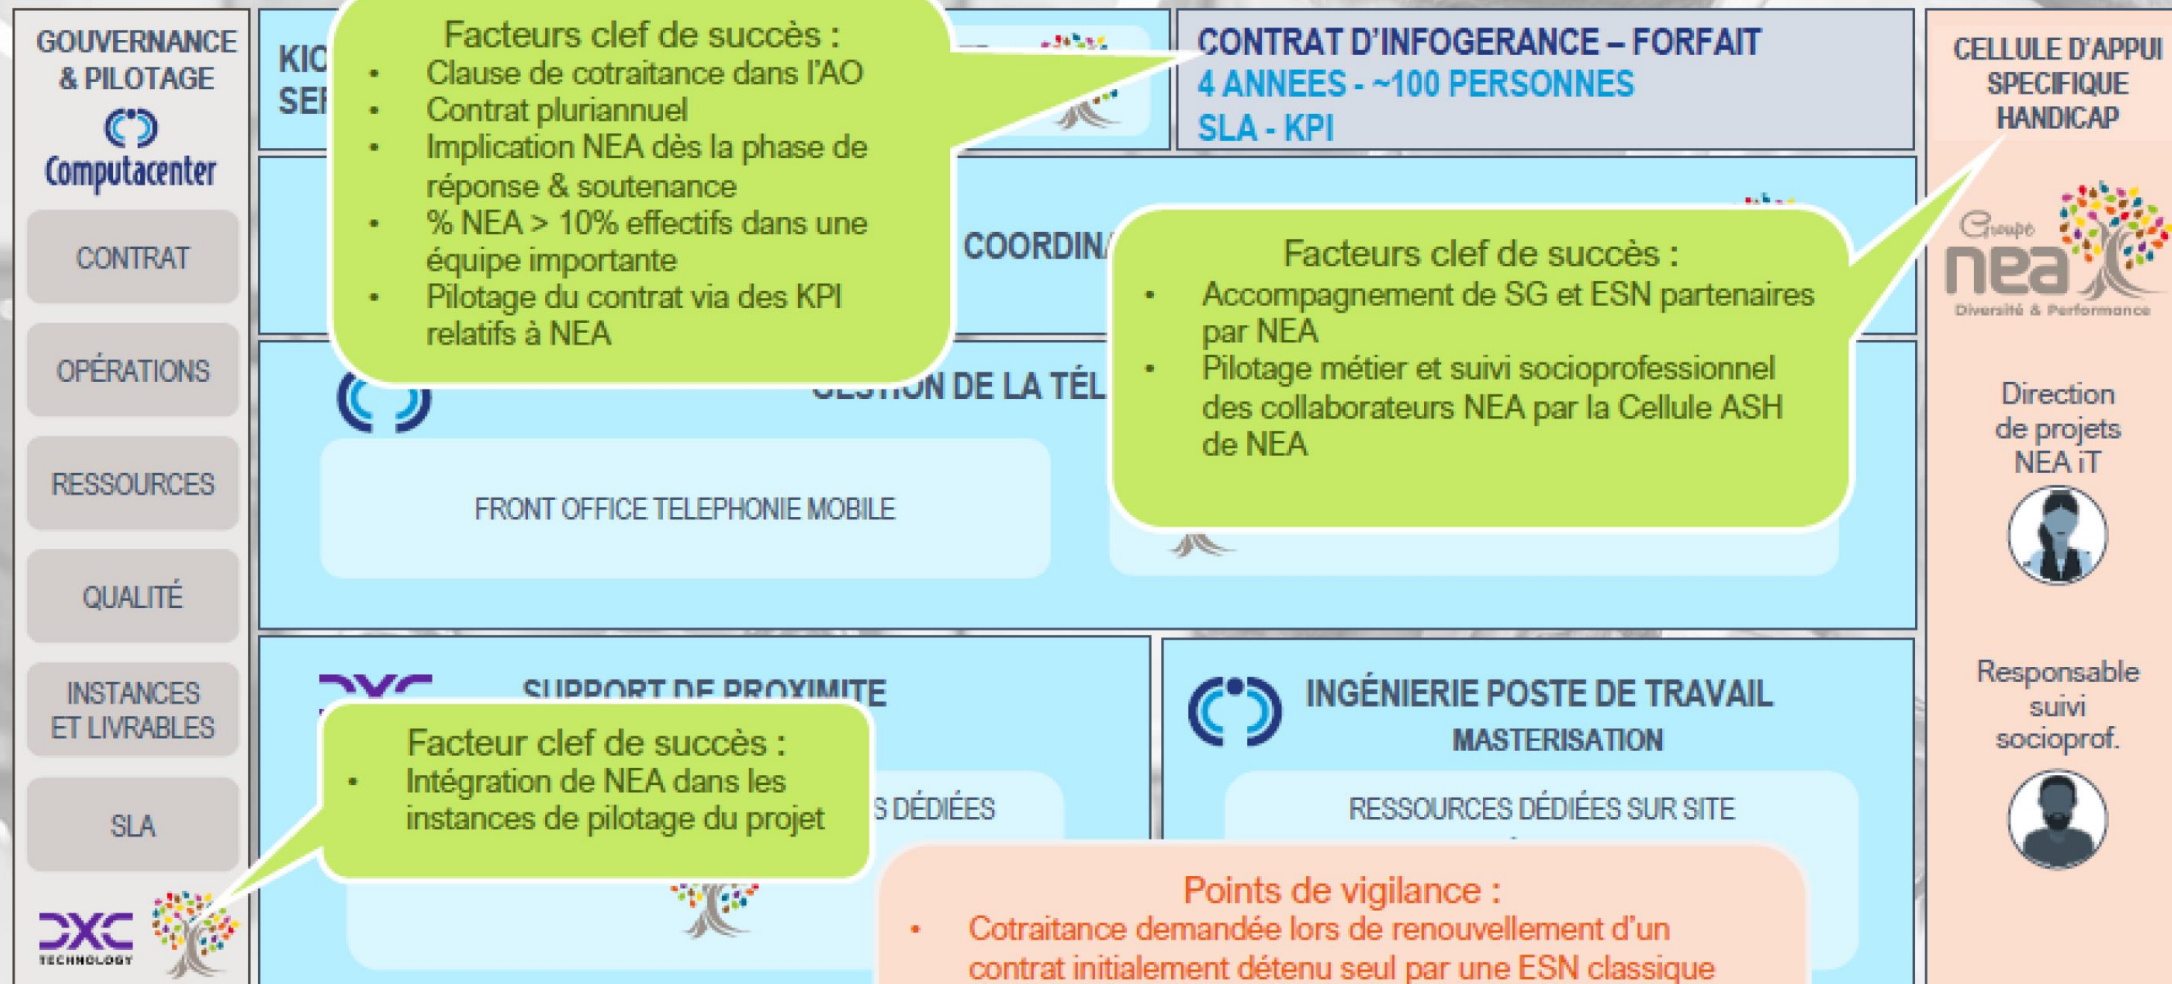 GOUVERNANCE
& PILOTAGE
Computacenter
CONTRAT
OPÉRATIONS
RESSOURCES
QUALITÉ
INSTANCES
ET LIVRABLES
SLA
DXC
TECHNOLOGY
Facteurs clef de succès :
• Clause de cotraitance dans l'AO
• Contrat pluriannuel
• Implication NEA dès la phase de
réponse & soutenance
• % NEA > 10% effectifs dans une
équipe importante
• Pilotage du contrat via des KPI
relatifs à NEA
CONTRAT D'INFOGERANCE – FORFAIT
4 ANNEES - ~100 PERSONNES
SLA - KPI
Facteurs clef de succès :
• Accompagnement de SG et ESN partenaires
par NEA
• Pilotage métier et suivi socioprofessionnel
des collaborateurs NEA par la Cellule ASH
de NEA
DE LA
FRONT OFFICE TELEPHONIE MOBILE
SUPPORT DE PROXIMITE
Facteur clef de succès :
• Intégration de NEA dans les
instances de pilotage du projet
DÉDIÉES
INGÉNIERIE POSTE DE TRAVAIL
MASTERISATION
RESSOURCES DÉDIÉES SUR SITE
Points de vigilance :
• Cotraitance demandée lors de renouvellement d'un
contrat initialement détenu seul par une ESN classique
CELLULE D'APPUI
SPECIFIQUE
HANDICAP
Groupe
nea
Diversité & Performance
Direction
de projets
NEA iT
Responsable
suivi
socioprof.